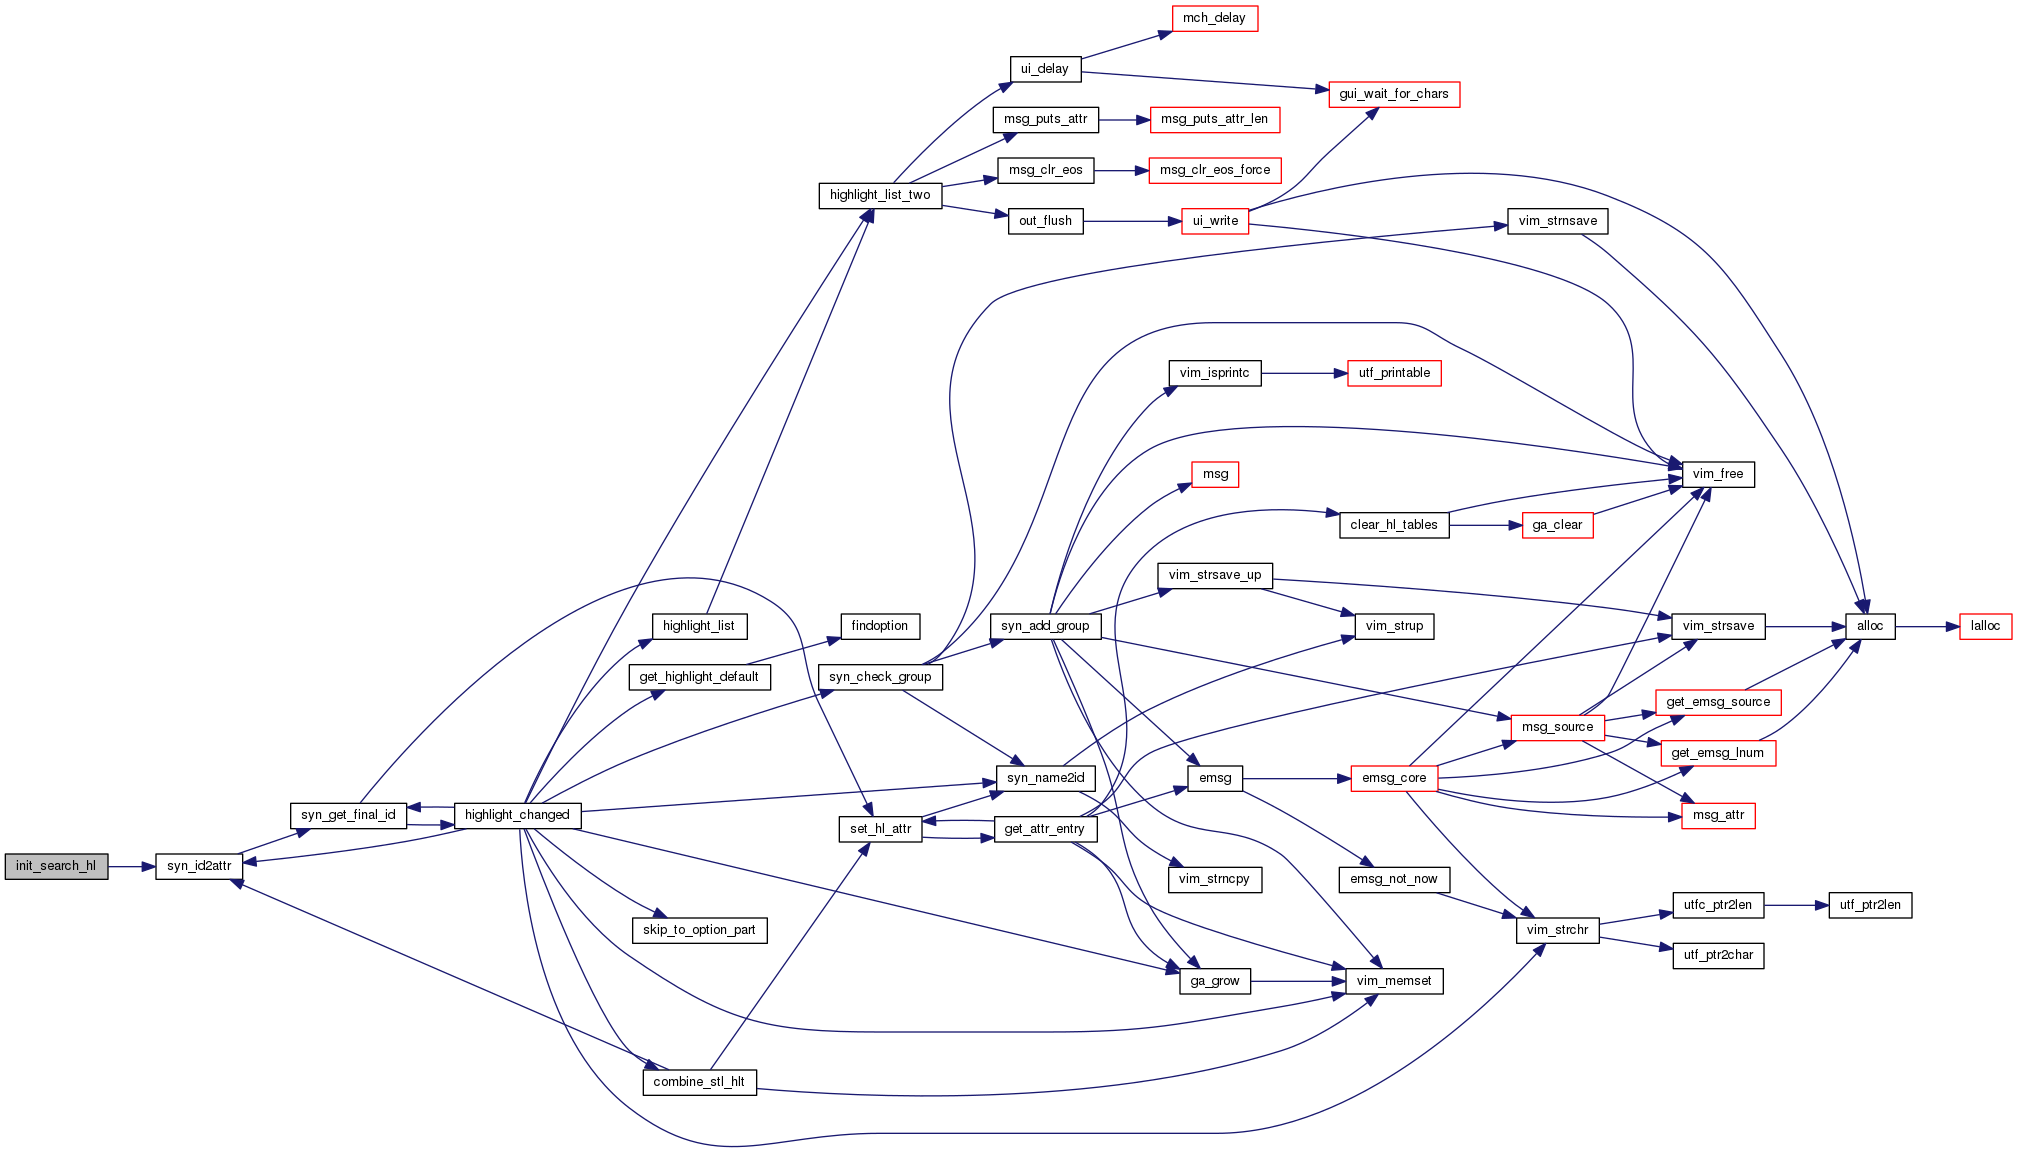 mch_delay
ui_delay
gui_wait_for_chars
msg_puts_attr
msg_puts_attr_len
msg_clr_eos
msg_clr_eos_force
highlight_list_two
out_flush
ui_write
vim_strnsave
vim_isprintc
utf_printable
msg
vim_free
clear_hl_tables
ga_clear
vim_strsave_up
highlight_list
findoption
syn_add_group
vim_strup
vim_strsave
alloc
lalloc
get_highlight_default
syn_check_group
get_emsg_source
msg_source
get_emsg_lnum
syn_name2id
emsg
emsg_core
syn_get_final_id
highlight_changed
set_hl_attr
get_attr_entry
msg_attr
init_search_hl
syn_id2attr
vim_strncpy
emsg_not_now
utfc_ptr2len
utf_ptr2len
skip_to_option_part
vim_strchr
utf_ptr2char
ga_grow
vim_memset
combine_stl_hlt